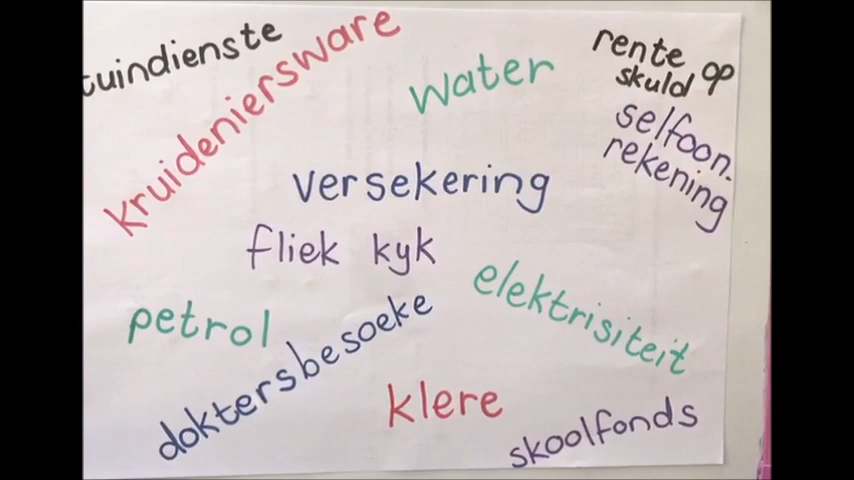 tuindienste
kruideniersware
water
rente op
skuld
selfoon-
rekening
versekering
fliek kyk
elektrisiteit
petrol
doktersbesoeke
klere
skoolfonds